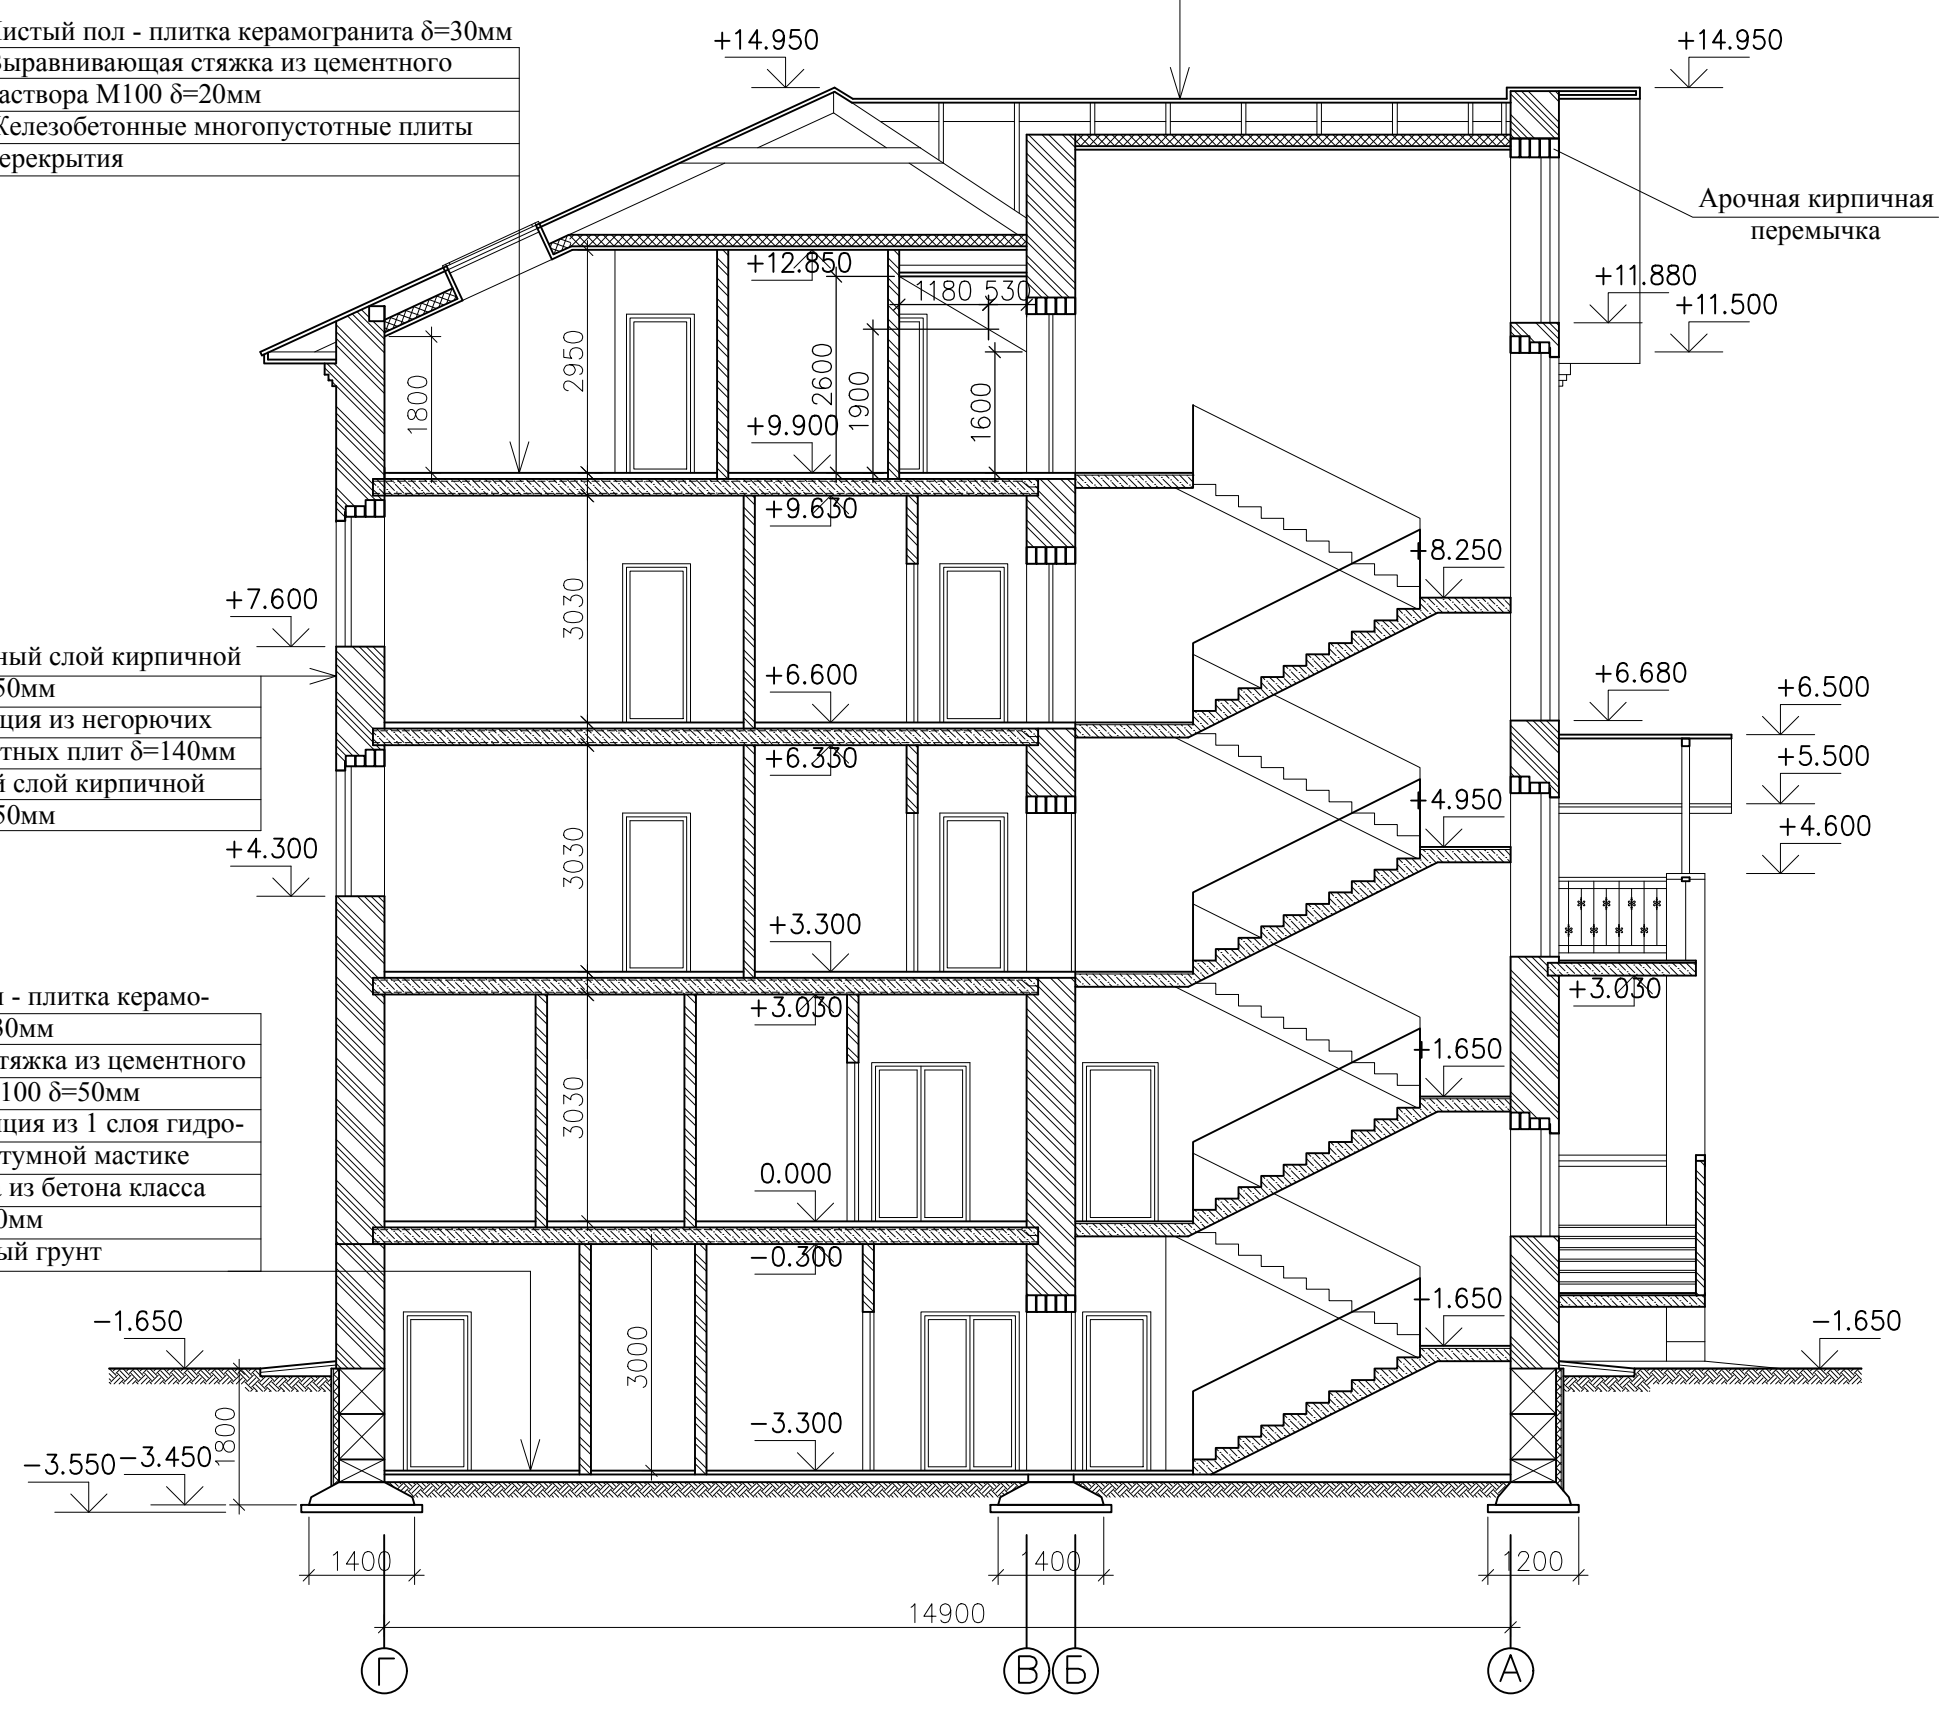 истый пол - плитка керамогранита δ=30мм
Выравнивающая стяжка из цементного
аствора М100 δ=20мм
Железобетонные многопустотные плиты
ерекрытия
+14.950
+14.950
Арочная кирпичная
перемычка
+12.850
1180 530
+11.880
+11.500
2950
2600
1900
1800
1600
+9.900
+9.630
+8.250
+7.600
3030
ный слой кирпичной
50мм
ция из негорючих
тных плит δ=140мм
й слой кирпичной
50мм
+6.600
+6.680
+6.500
+6.330
+5.500
+4.950
+4.600
+4.300
3030
+3.300
+3.030
+3.030
- плитка керамо-
30мм
тяжка из цементного
100 δ=50мм
ция из 1 слоя гидро-
тумной мастике
из бетона класса
0мм
ый грунт
3030
+1.650
0.000
-0.300
-1.650
-1.650
-1.650
3000
1800
-3.300
-3.450
-3.550
1400
1400
1200
14900
Г
В
Б
А